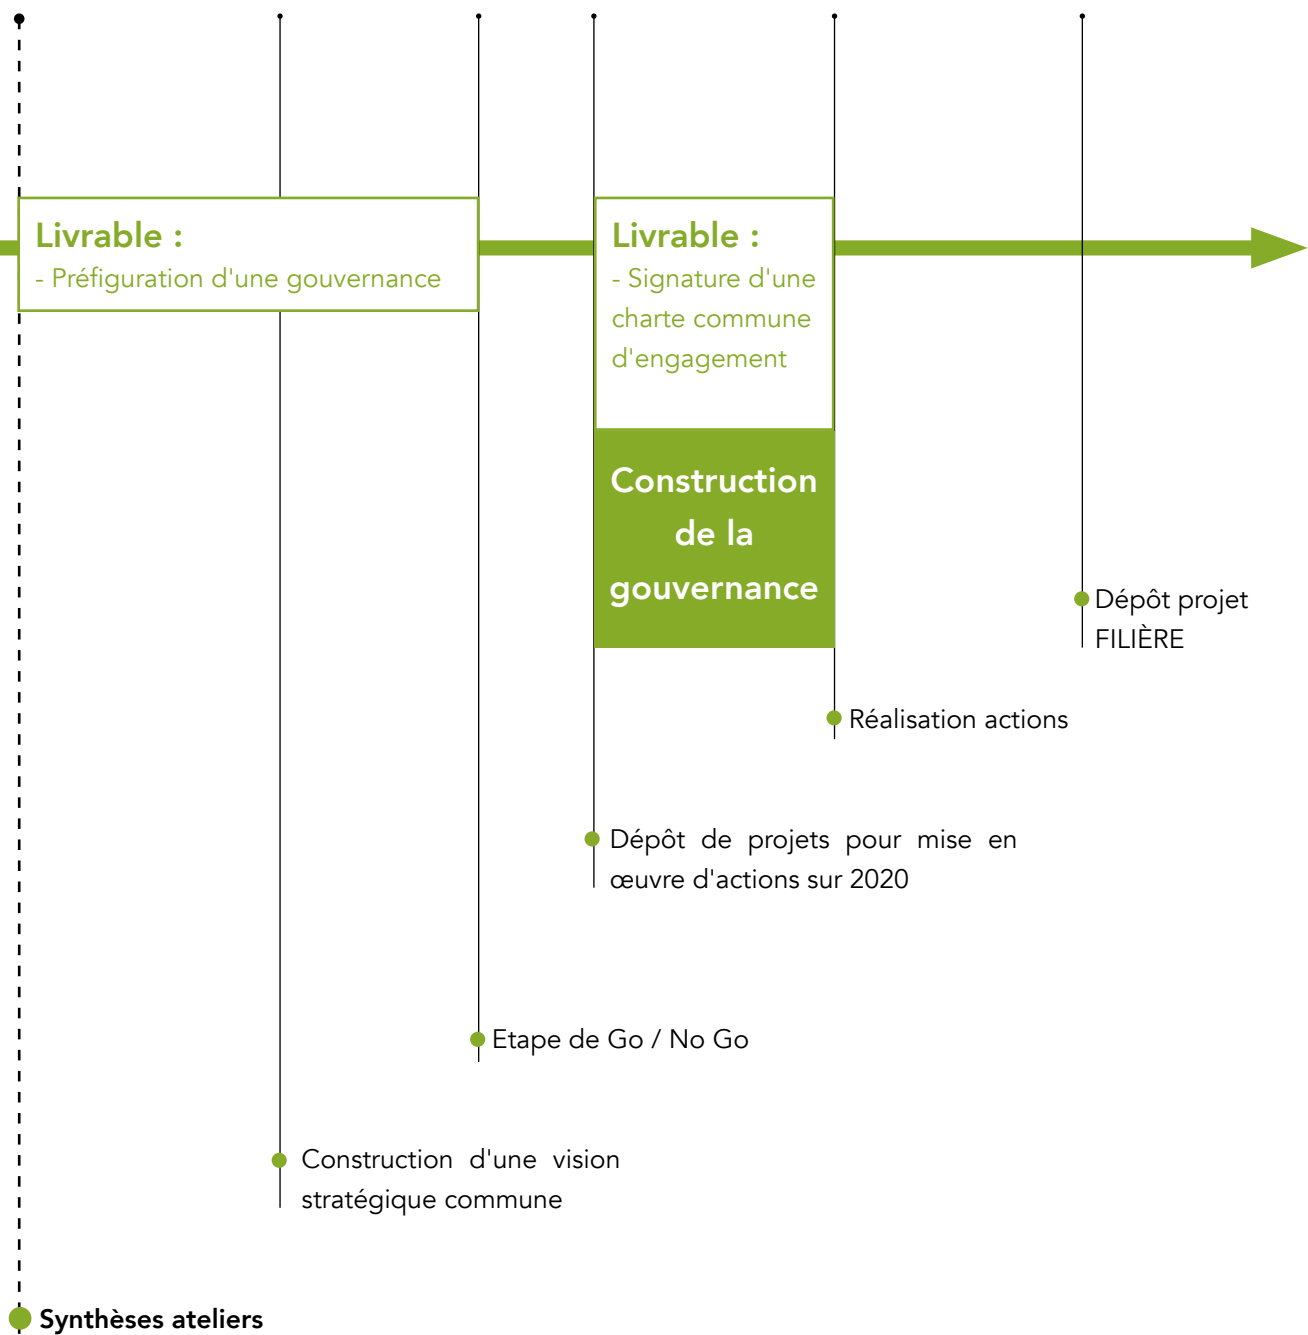 Livrable :
- Préfiguration d'une gouvernance
Livrable :
- Signature d'une
charte commune
d'engagement
Construction
de la
gouvernance
Dépôt projet
FILIÈRE
Réalisation actions
Dépôt de projets pour mise en
œuvre d'actions sur 2020
Etape de Go / No Go
Construction d'une vision
stratégique commune
Synthèses ateliers